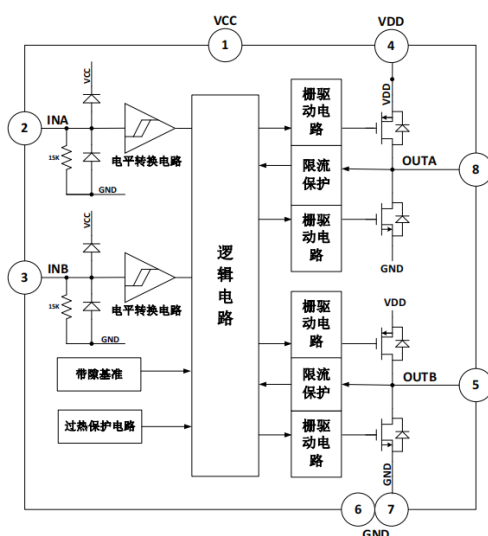 VCC
1
VDD
4
VCC
INA
2
15K
GND
电平转换电路
VCC
INB
3
15K
GND
电平转换电路
带隙基准
过热保护电路
逻辑电路
栅驱动电路
限流保护
栅驱动电路
VDD
OUTA
8
GND
栅驱动电路
限流保护
栅驱动电路
VDD
OUTB
5
GND
6
7
GND